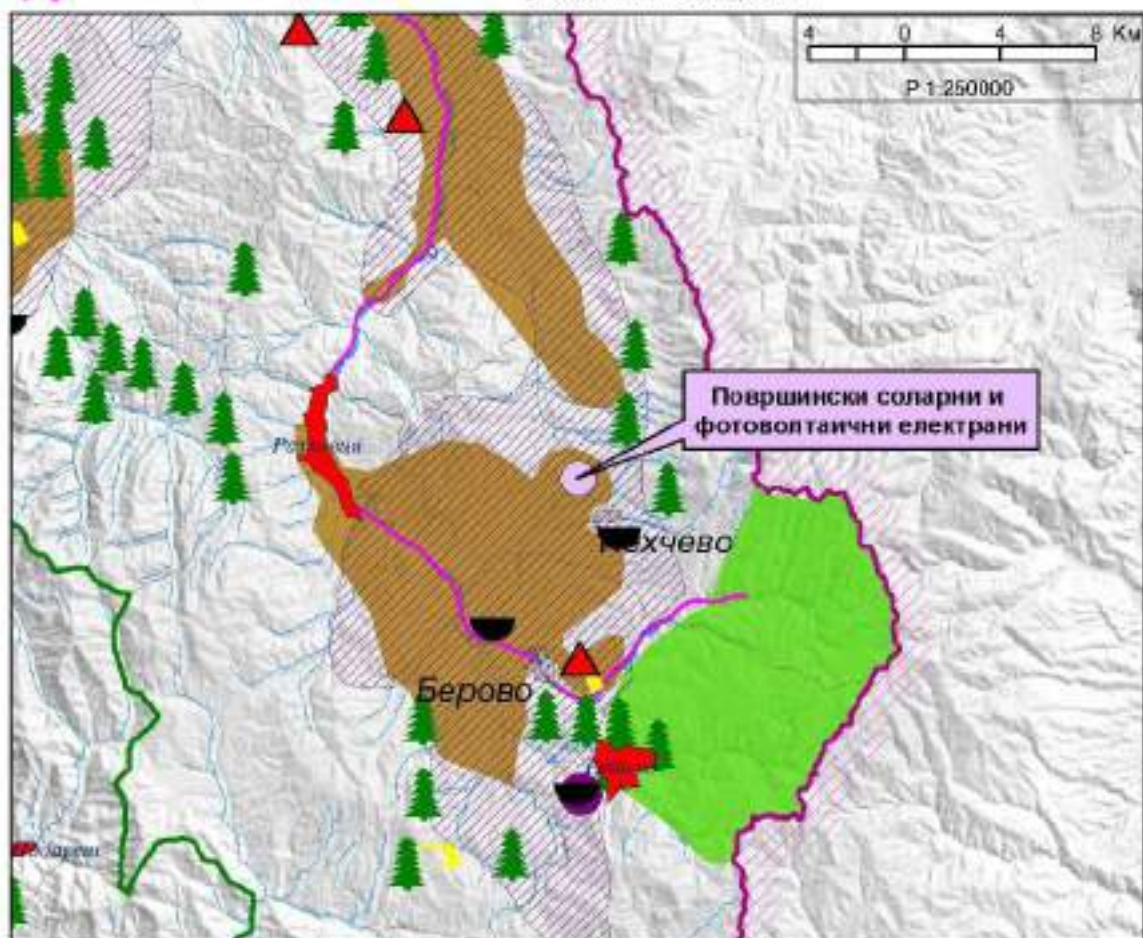 4 0 4 8 Км
Р 1:250000
Површински соларни и
фотоволтаични електрани
Берово